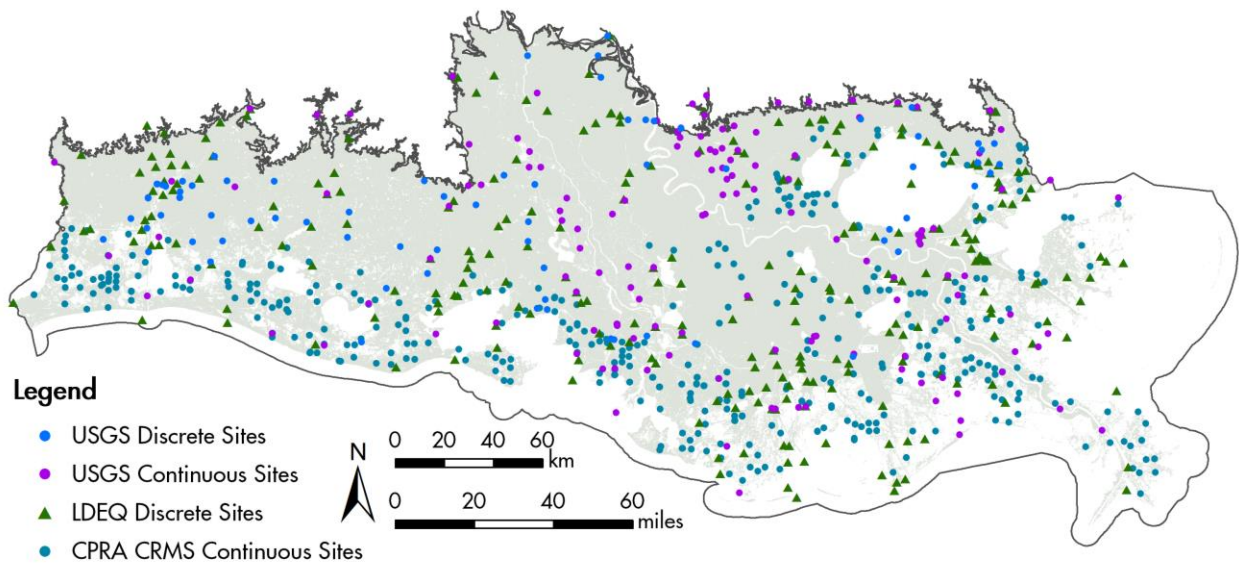 Legend
USGS Discrete Sites
USGS Continuous Sites
LDEQ Discrete Sites
CPRA CRMS Continuous Sites
N
0 20 40 60
km
0 20 40 60
miles